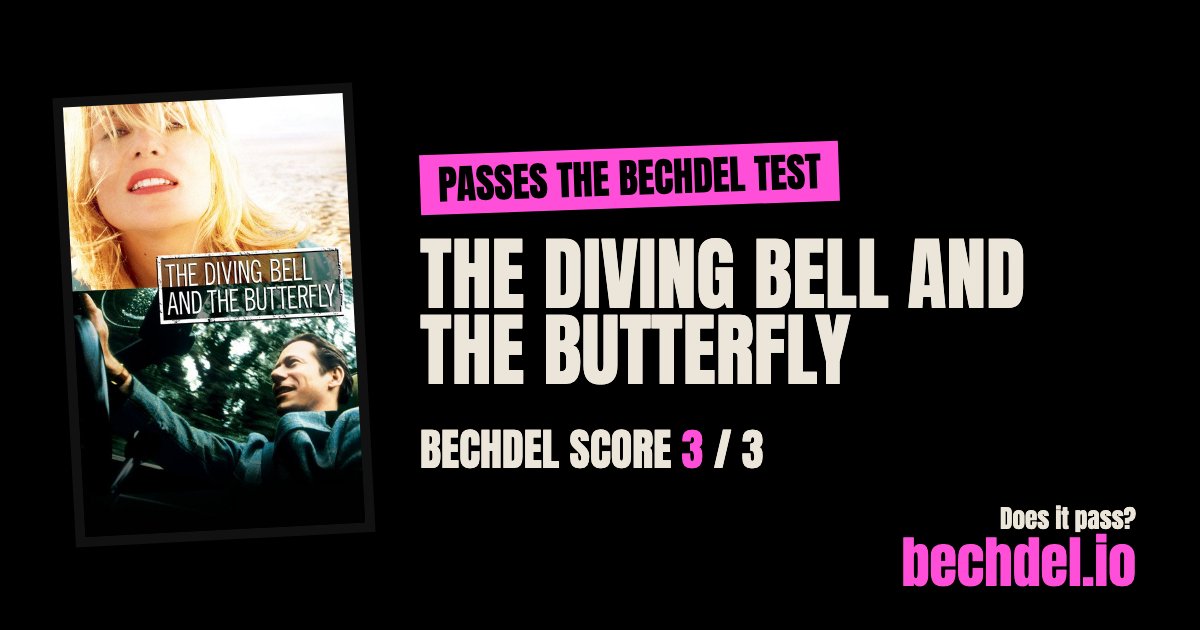 THE DIVING BELL
AND THE BUTTERFLY
PASSES THE BECHDEL TEST
THE DIVING BELL AND
THE BUTTERFLY
BECHDEL SCORE 3 / 3
Does it pass?
bechdel.io